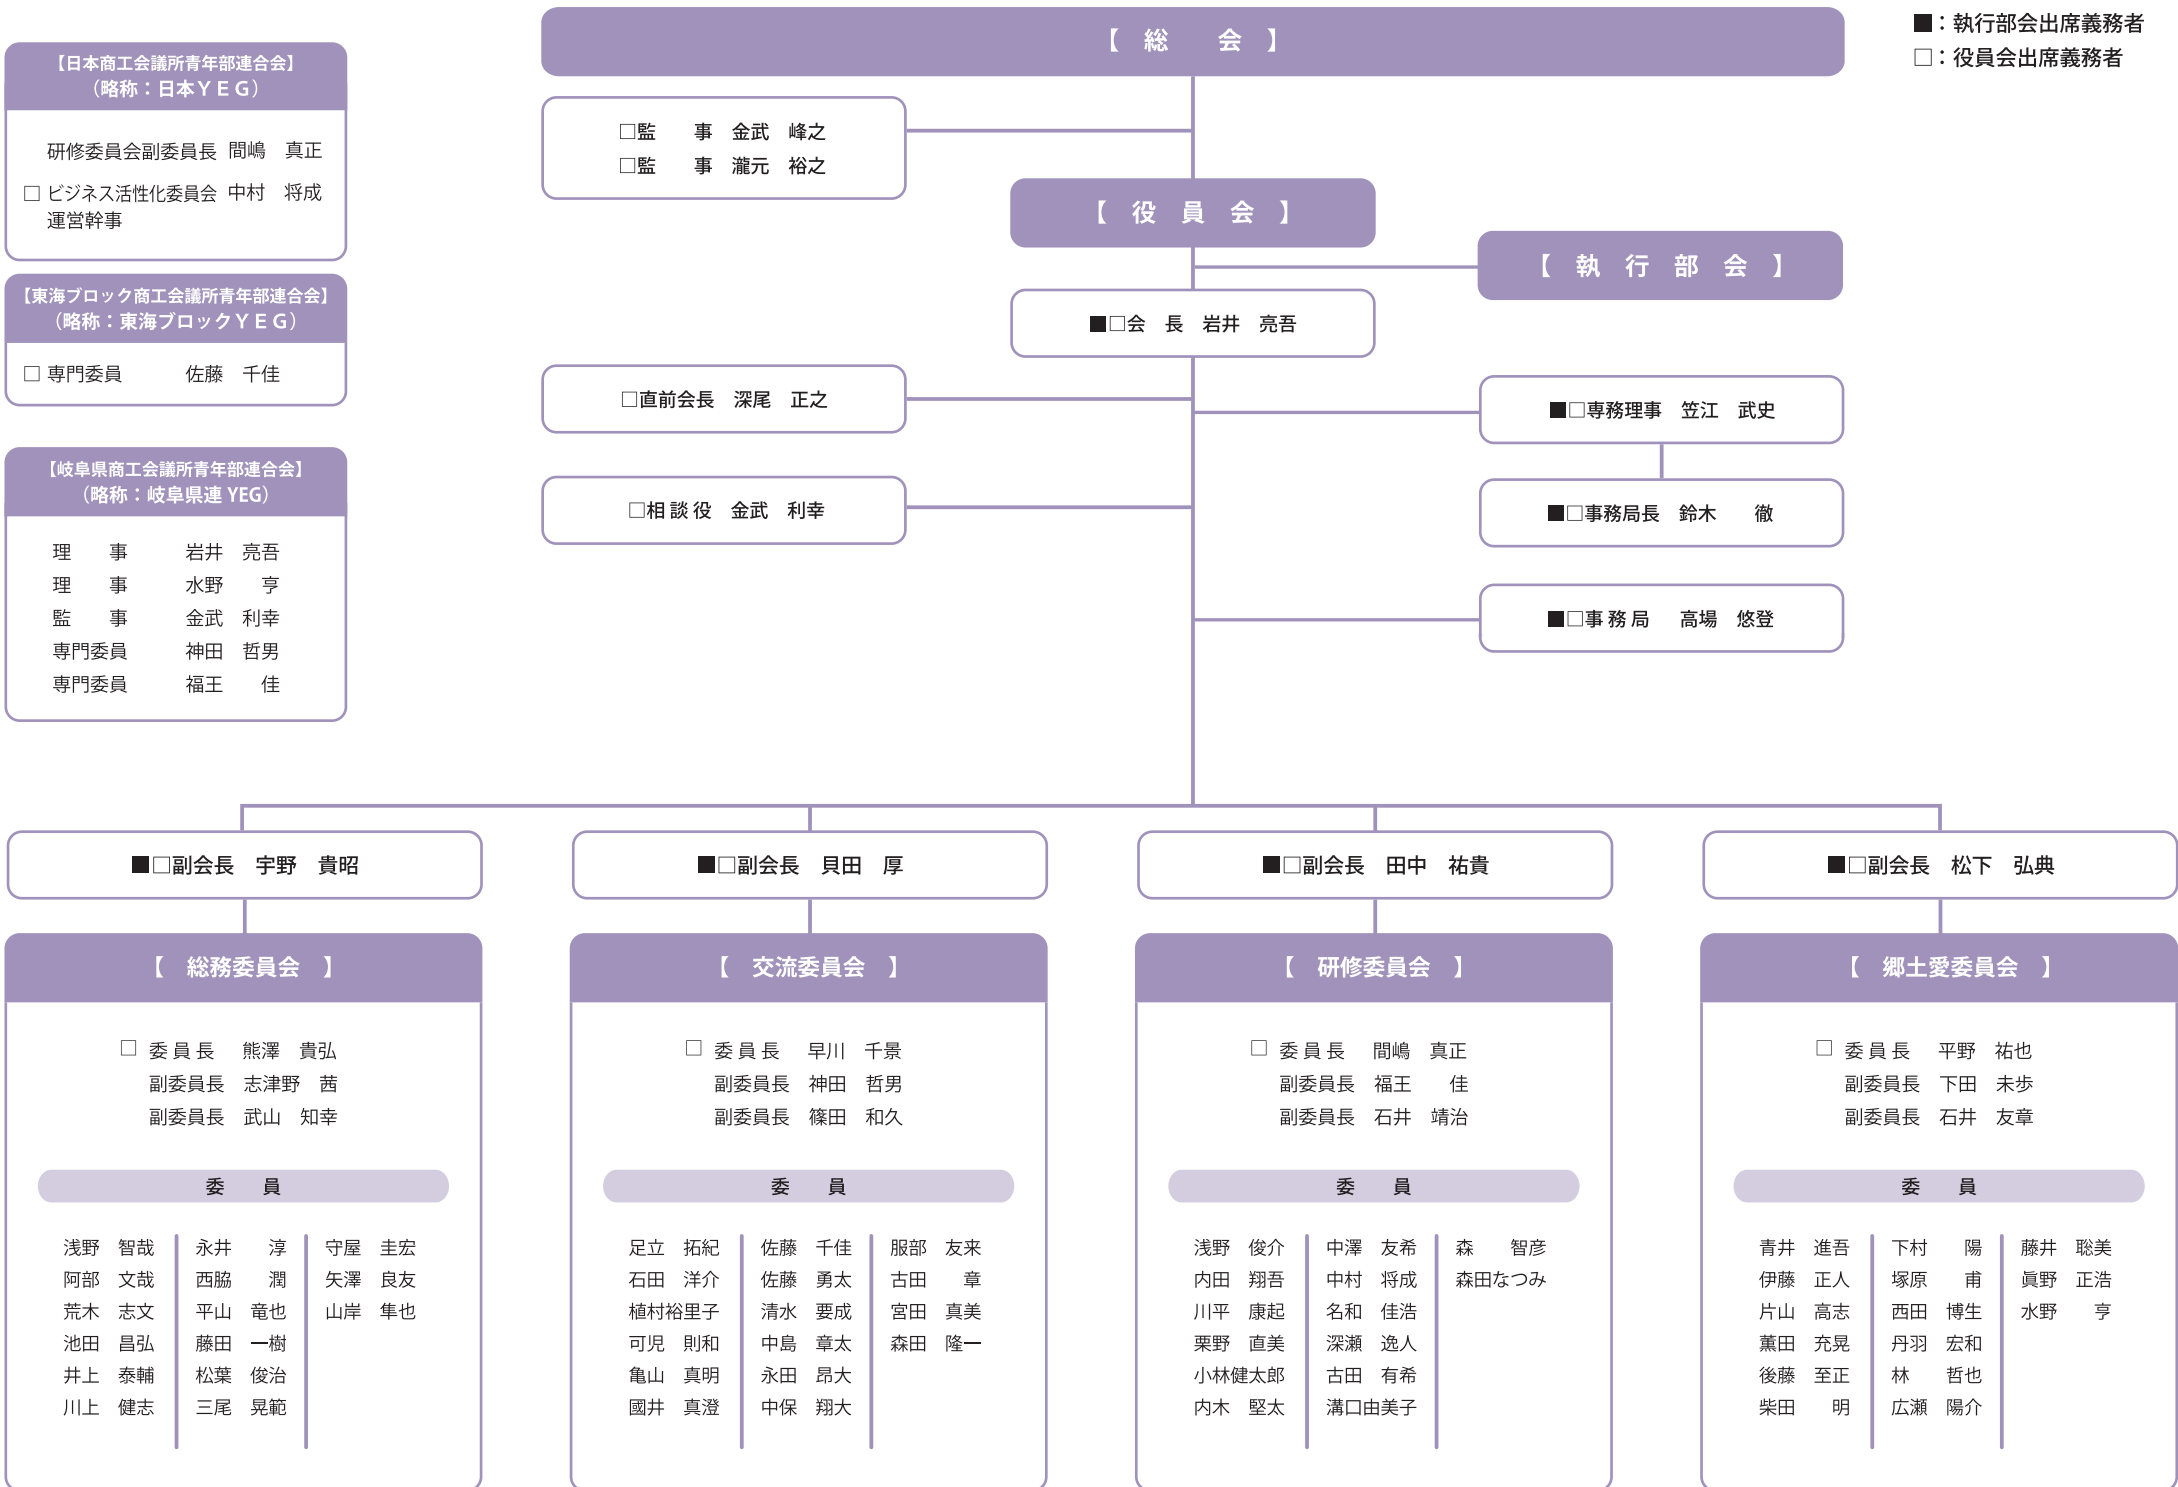 【　総　　会　】
■：執行部会出席義務者
□：役員会出席義務者
【日本商工会議所青年部連合会】
（略称：日本ＹＥＧ）
研修委員会副委員長　間嶋　真正
□ ビジネス活性化委員会　中村　将成
運営幹事
【東海ブロック商工会議所青年部連合会】
（略称：東海ブロックＹＥＧ）
□ 専門委員　佐藤　千佳
【岐阜県商工会議所青年部連合会】
（略称：岐阜県連 YEG）
理　　事　岩井　亮吾
理　　事　水野　　亨
監　　事　金武　利幸
専門委員　神田　哲男
専門委員　福王　　佳
□監　　事　金武　峰之
□監　　事　瀧元　裕之
【　役　員　会　】
【　執　行　部　会　】
■□会　長　岩井　亮吾
□直前会長　深尾　正之
□相 談 役　金武　利幸
■□専務理事　笠江　武史
■□事務局長　鈴木　　徹
■□事 務 局　高場　悠登
■□副会長　宇野　貴昭
【　総務委員会　】
□ 委 員 長　熊澤　貴弘
副委員長　志津野　茜
副委員長　武山　知幸
委　　員
浅野　智哉　永井　　淳　守屋　圭宏
阿部　文哉　西脇　　潤　矢澤　良友
荒木　志文　平山　竜也　山岸　隼也
池田　昌弘　藤田　一樹
井上　泰輔　松葉　俊治
川上　健志　三尾　晃範
■□副会長　貝田　厚
【　交流委員会　】
□ 委 員 長　早川　千景
副委員長　神田　哲男
副委員長　篠田　和久
委　　員
足立　拓紀　佐藤　千佳　服部　友来
石田　洋介　佐藤　勇太　古田　　章
植村裕里子　清水　要成　宮田　真美
可児　則和　中島　章太　森田　隆一
亀山　真明　永田　昂大
國井　真澄　中保　翔大
■□副会長　田中　祐貴
【　研修委員会　】
□ 委 員 長　間嶋　真正
副委員長　福王　　佳
副委員長　石井　靖治
委　　員
浅野　俊介　中澤　友希　森　　智彦
内田　翔吾　中村　将成　森田なつみ
川平　康起　名和　佳浩
栗野　直美　深瀬　逸人
小林健太郎　古田　有希
内木　堅太　溝口由美子
■□副会長　松下　弘典
【　郷土愛委員会　】
□ 委 員 長　平野　祐也
副委員長　下田　未歩
副委員長　石井　友章
委　　員
青井　進吾　下村　　陽　藤井　聡美
伊藤　正人　塚原　　甫　眞野　正浩
片山　高志　西田　博生　水野　　亨
薫田　充晃　丹羽　宏和
後藤　至正　林　　哲也
柴田　　明　広瀬　陽介